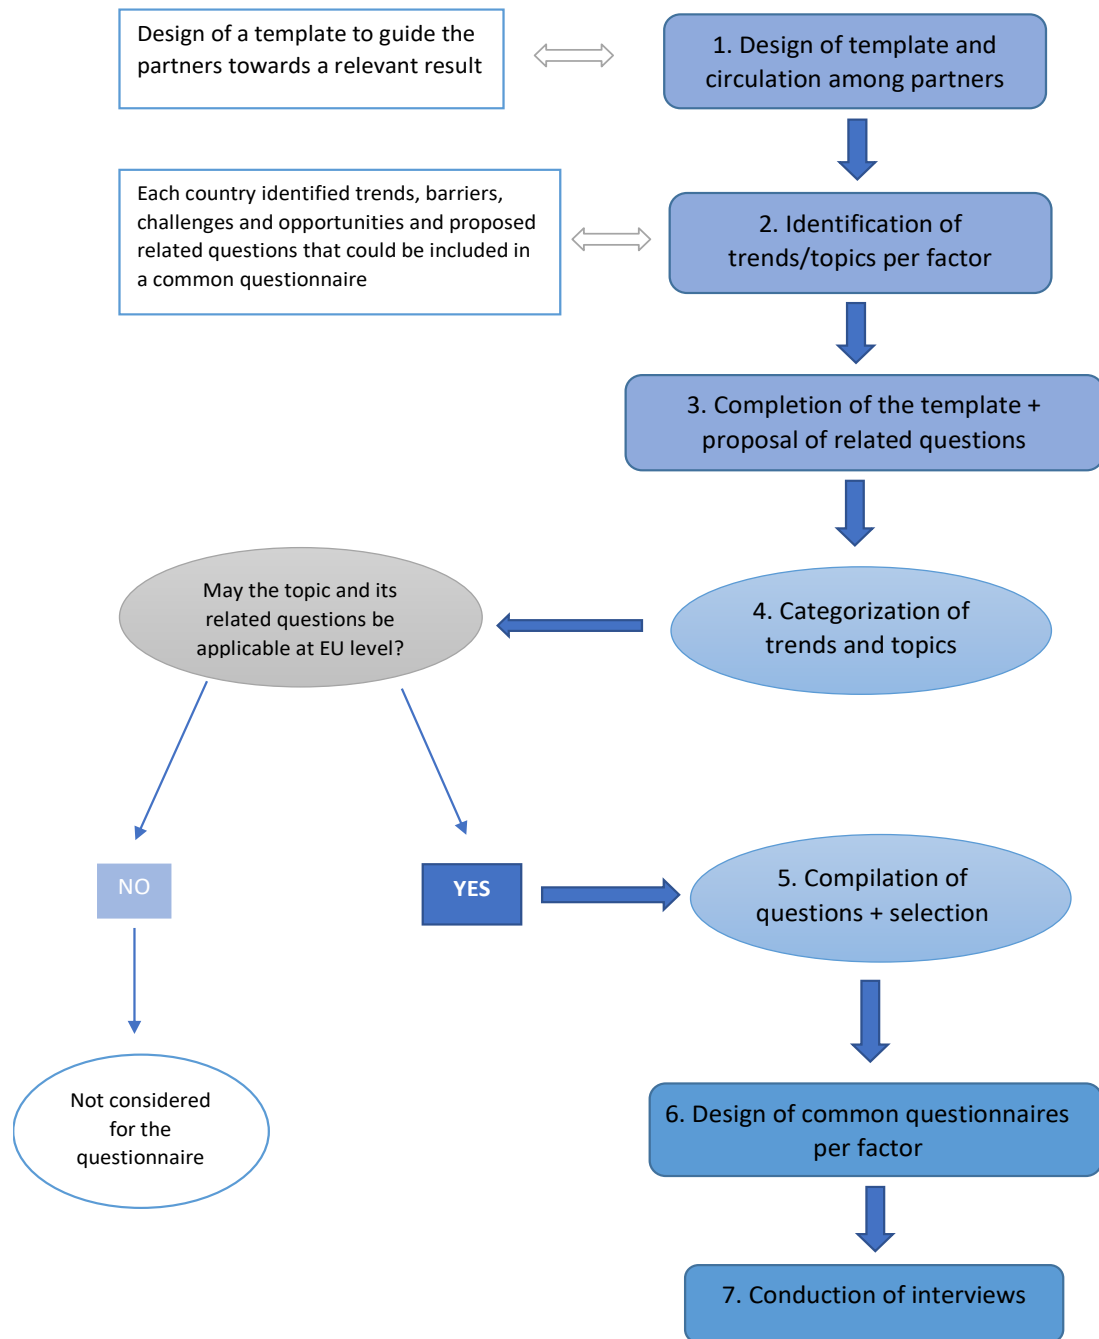 Design of a template to guide the
partners towards a relevant result
1. Design of template and
circulation among partners
Each country identified trends, barriers,
challenges and opportunities and proposed
related questions that could be included in
a common questionnaire
2. Identification of
trends/topics per factor
3. Completion of the template +
proposal of related questions
May the topic and its
related questions be
applicable at EU level?
4. Categorization of
trends and topics
NO
YES
5. Compilation of
questions + selection
Not considered
for the
questionnaire
6. Design of common questionnaires
per factor
7. Conduction of interviews